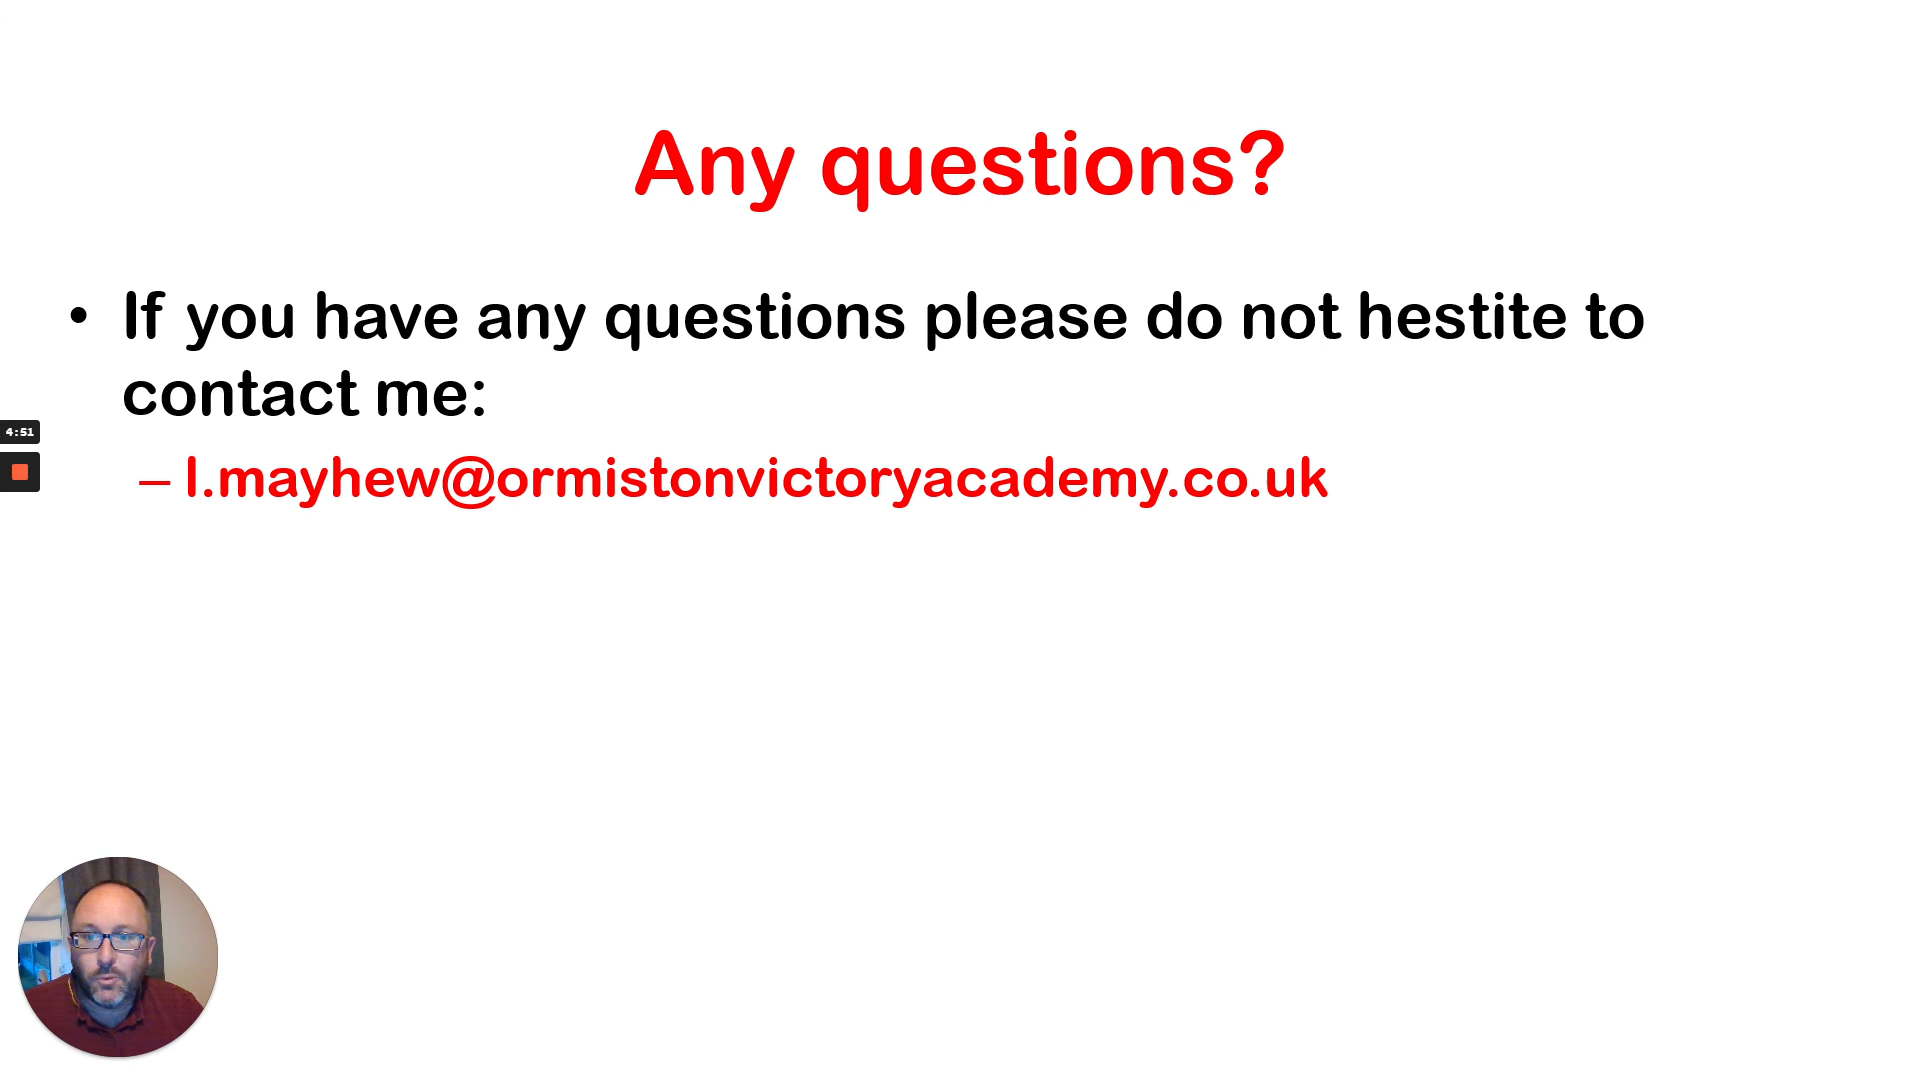 Any questions?
• If you have any questions please do not hestite to
contact me:
– l.mayhew@ormistonvictoryacademy.co.uk
4:51